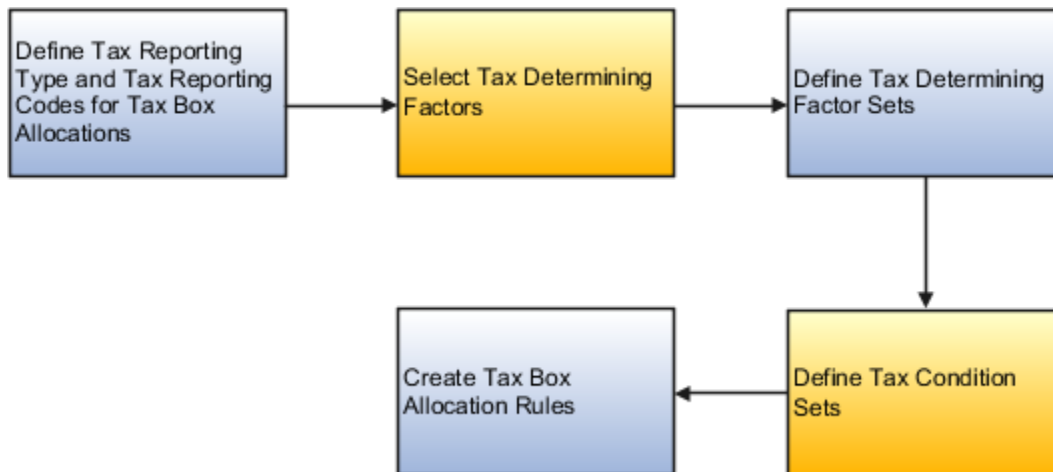 Define Tax Reporting
Type and Tax Reporting
Codes for Tax Box
Allocations
Select Tax Determining
Factors
Define Tax Determining
Factor Sets
Define Tax Condition
Sets
Create Tax Box
Allocation Rules